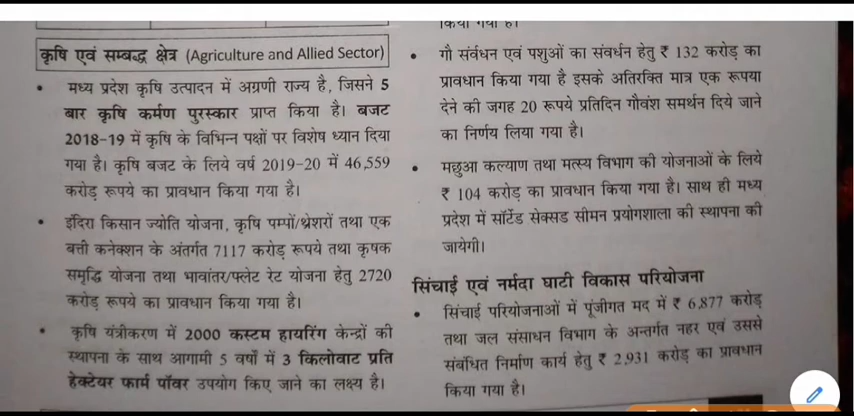 कृषि एवं सम्बद्ध क्षेत्र (Agriculture and Allied Sector)
• मध्य प्रदेश कृषि उत्पादन में अग्रणी राज्य है, जिसने 5
बार कृषि कर्मण पुरस्कार प्राप्त किया है। बजट
2018-19 में कृषि के विभिन्न पक्षों पर विशेष ध्यान दिया
गया है। कृषि बजट के लिये वर्ष 2019-20 में 46,559
करोड़ रूपये का प्रावधान किया गया है।
• इंदिरा किसान ज्योति योजना, कृषि पम्पों/थ्रेशरों तथा एक
बत्ती कनेक्शन के अंतर्गत 7117 करोड़ रूपये तथा कृषक
समृद्धि योजना तथा भावांतर/फ्लेट रेट योजना हेतु 2720
करोड़ रूपये का प्रावधान किया गया है।
• कृषि यंत्रीकरण में 2000 कस्टम हायरिंग केन्द्रों की
स्थापना के साथ आगामी 5 वर्षों में 3 किलोवाट प्रति
हेक्टेयर फार्म पॉवर उपयोग किए जाने का लक्ष्य है।
किया गया है।
• गौ संर्वधन एवं पशुओं का संवर्धन हेतु ₹ 132 करोड़ का
प्रावधान किया गया है इसके अतिरक्ति मात्र एक रूपया
देने की जगह 20 रूपये प्रतिदिन गौवंश समर्थन दिये जाने
का निर्णय लिया गया है।
• मछुआ कल्याण तथा मत्स्य विभाग की योजनाओं के लिये
₹ 104 करोड़ का प्रावधान किया गया है। साथ ही मध्य
प्रदेश में सॉर्टेड सेक्सड सीमन प्रयोगशाला की स्थापना की
जायेगी।
सिंचाई एवं नर्मदा घाटी विकास परियोजना
• सिंचाई परियोजनाओं में पूंजीगत मद में ₹ 6,877 करोड़
तथा जल संसाधन विभाग के अन्तर्गत नहर एवं उससे
संबंधित निर्माण कार्य हेतु ₹ 2,931 करोड़ का प्रावधान
किया गया है।